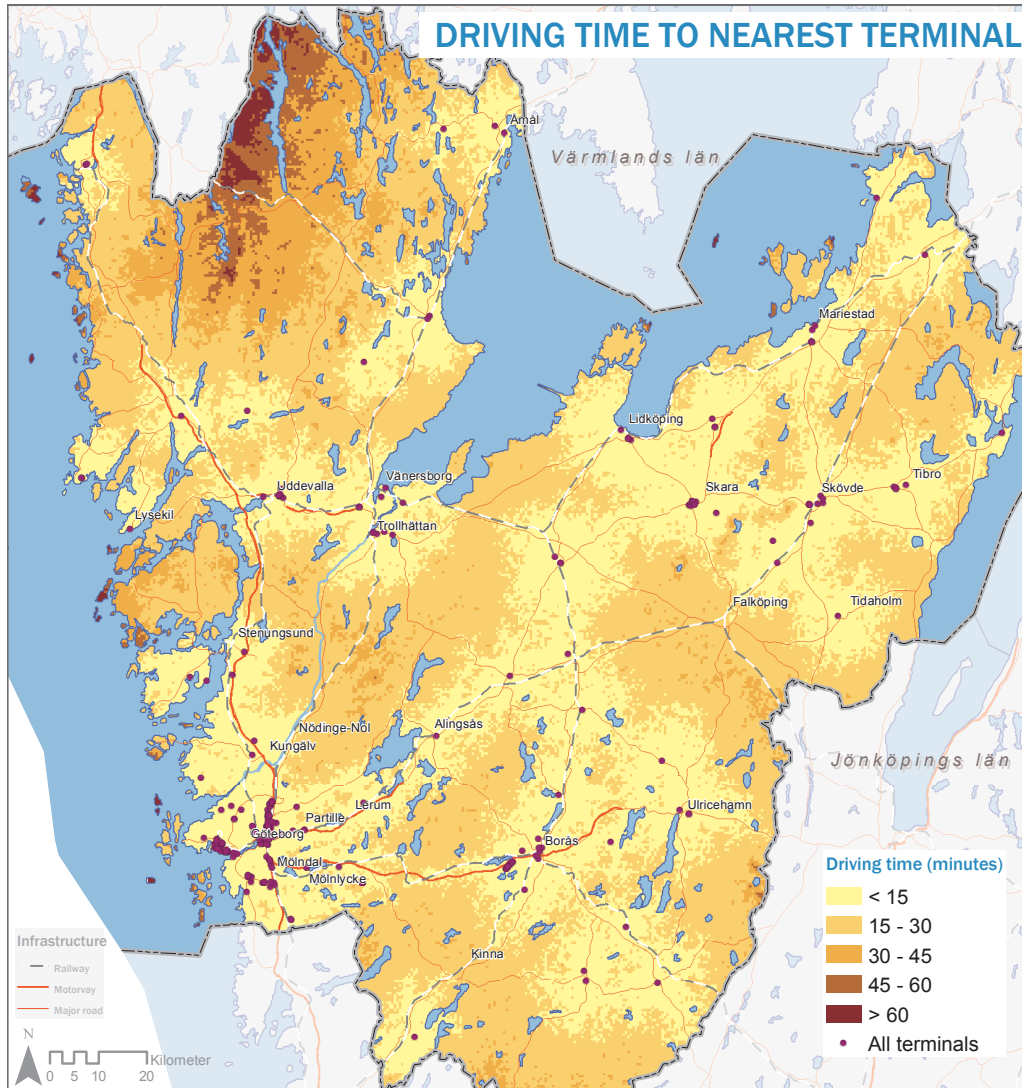 DRIVING TIME TO NEAREST TERMINAL
Åmål
Värmlands län
Mariestad
Lidköping
Vänersborg
Uddevalla
Skara
Skövde
Tibro
Lysekil
Trollhättan
Falköping
Tidaholm
Stenungsund
Nödinge-Nol
Alingsås
Kungälv
Jönköpings län
Lerum
Ulricehamn
Partille
Göteborg
Borås
Mölndal
Mölnlycke
Kinna
Driving time (minutes)
< 15
15 - 30
30 - 45
45 - 60
> 60
All terminals
Infrastructure
Railway
Motorvay
Major road
N
Kilometer
0 5 10 20